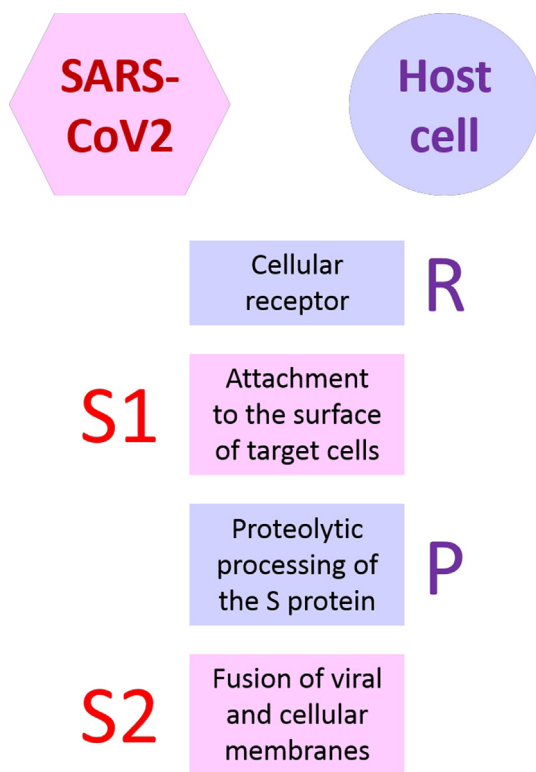 SARS-
CoV2
Host
cell
Cellular
receptor
R
S1
Attachment
to the surface
of target cells
Proteolytic
processing of
the S protein
P
S2
Fusion of viral
and cellular
membranes